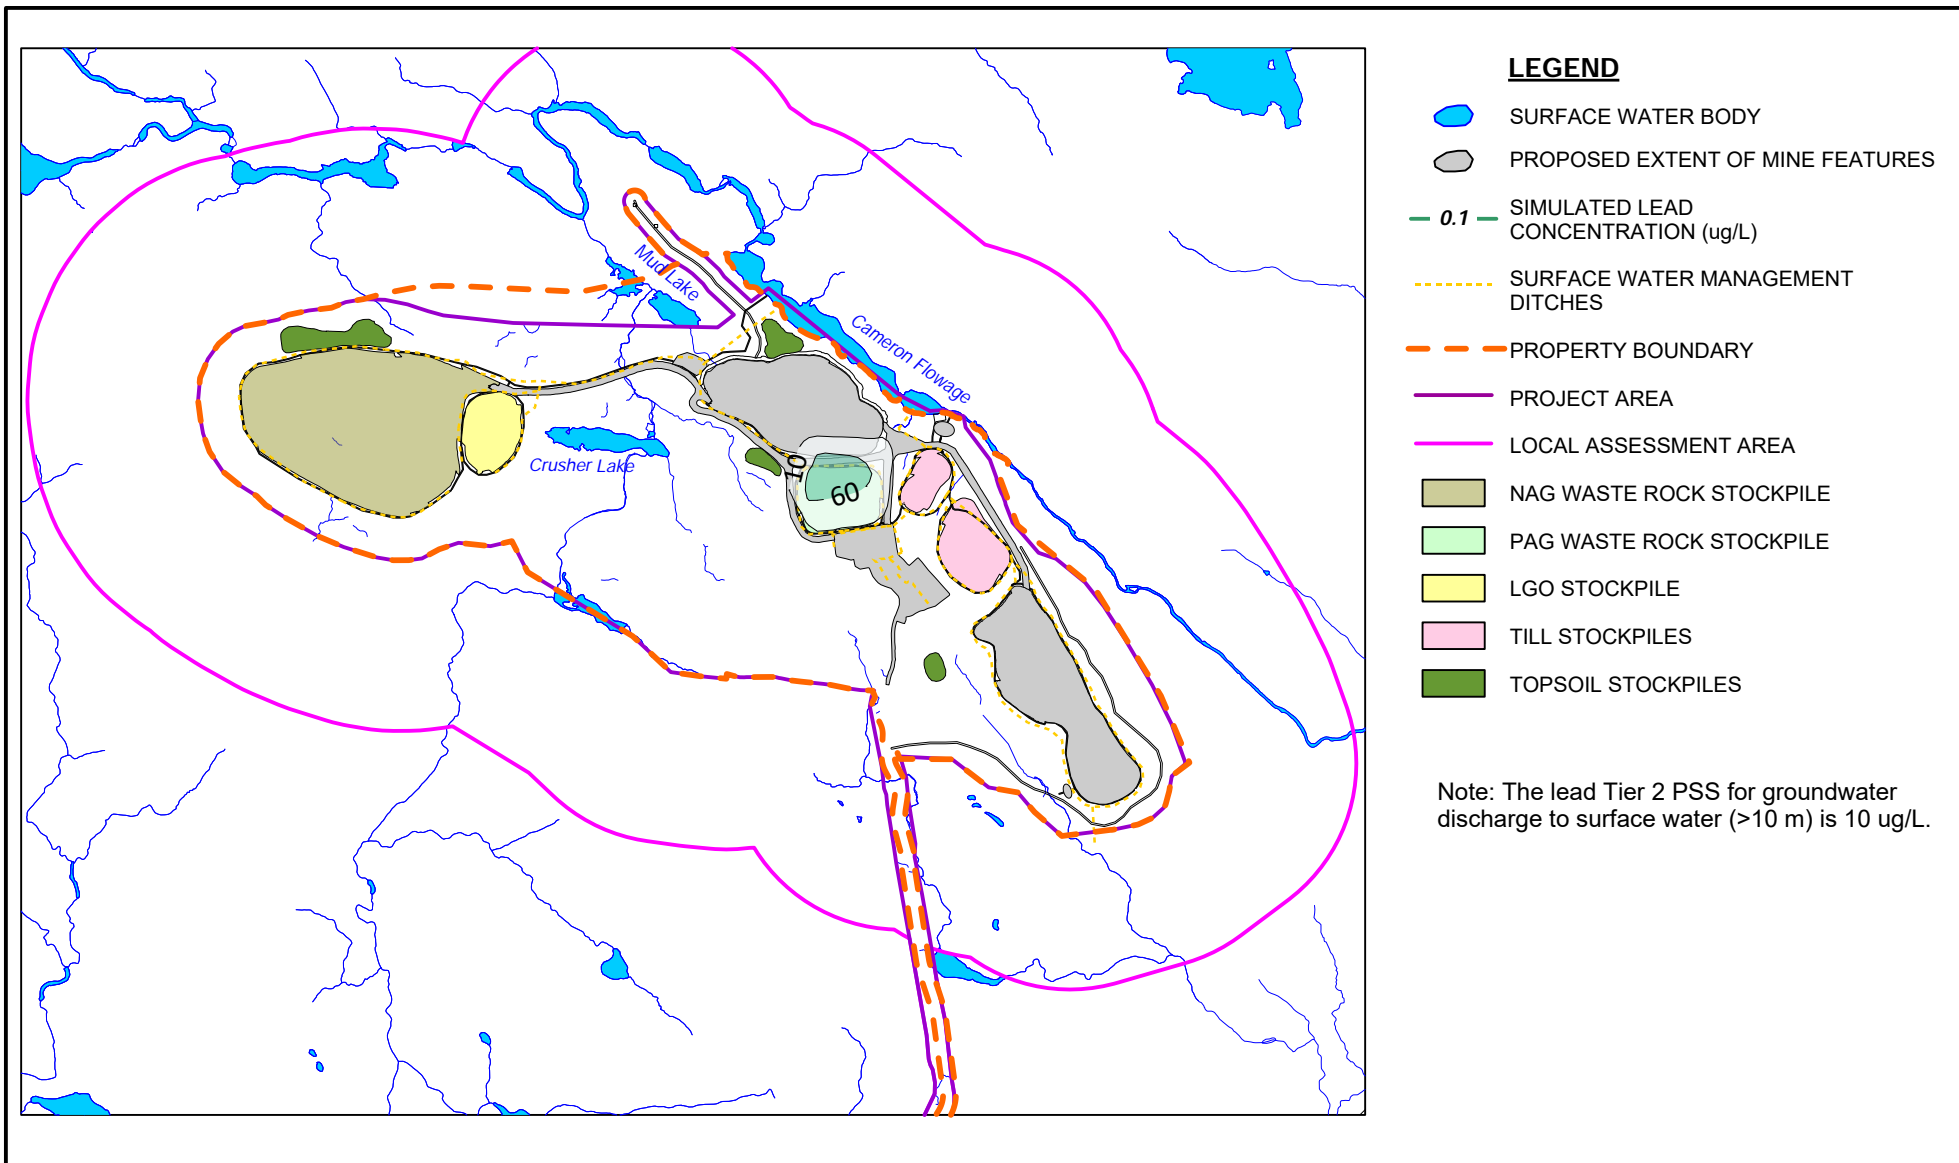 Mud Lake
Cameron Flowage
Crusher Lake
10
60
LEGEND
SURFACE WATER BODY
PROPOSED EXTENT OF MINE FEATURES
0.1
SIMULATED LEAD
CONCENTRATION (ug/L)
SURFACE WATER MANAGEMENT
DITCHES
PROPERTY BOUNDARY
PROJECT AREA
LOCAL ASSESSMENT AREA
NAG WASTE ROCK STOCKPILE
PAG WASTE ROCK STOCKPILE
LGO STOCKPILE
TILL STOCKPILES
TOPSOIL STOCKPILES
Note: The lead Tier 2 PSS for groundwater
discharge to surface water (>10 m) is 10 ug/L.